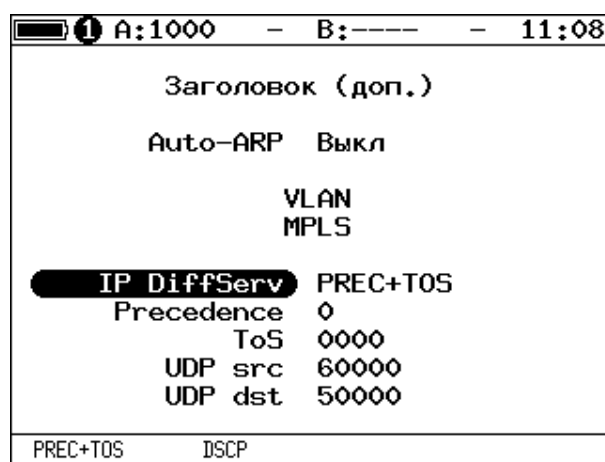 1 A:1000 – B:---- – 11:08
Заголовок (доп.)
Auto-ARP Выкл
VLAN
MPLS
IP DiffServ PREC+TOS
Precedence 0
ToS 0000
UDP src 60000
UDP dst 50000
PREC+TOS DSCP